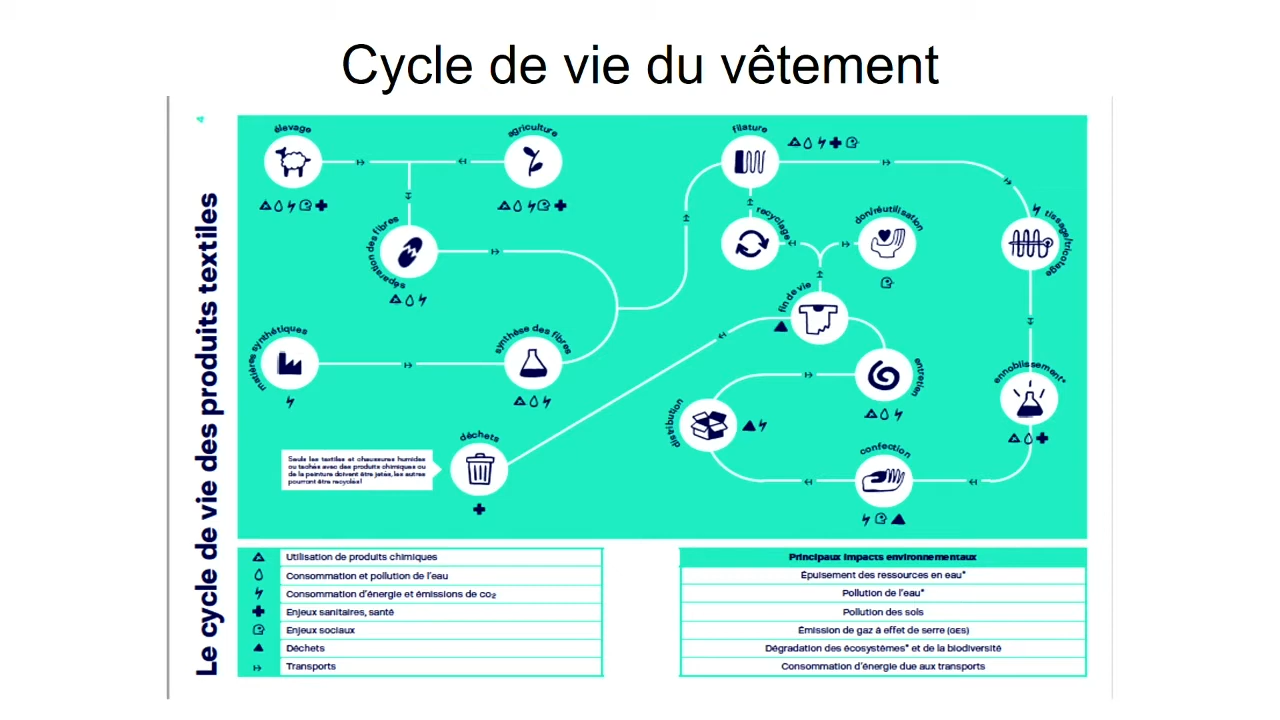 Cycle de vie du vêtement
4
Le cycle de vie des produits textiles
élevage
agriculture
filature
séparation des fibres
recyclage
don/réutilisation
tissage/tricotage
fin de vie
matières synthétiques
synthèse des fibres
entretien
ennoblissement*
distribution
déchets
confection
Seuls les textiles et chaussures humides
ou tachés avec des produits chimiques ou
de la peinture doivent être jetés, les autres
pourront être recyclés!
Utilisation de produits chimiques
Consommation et pollution de l'eau
Consommation d'énergie et émissions de CO₂
Enjeux sanitaires, santé
Enjeux sociaux
Déchets
Transports
Principaux impacts environnementaux
Épuisement des ressources en eau*
Pollution de l'eau*
Pollution des sols
Émission de gaz à effet de serre (GES)
Dégradation des écosystèmes* et de la biodiversité
Consommation d'énergie due aux transports